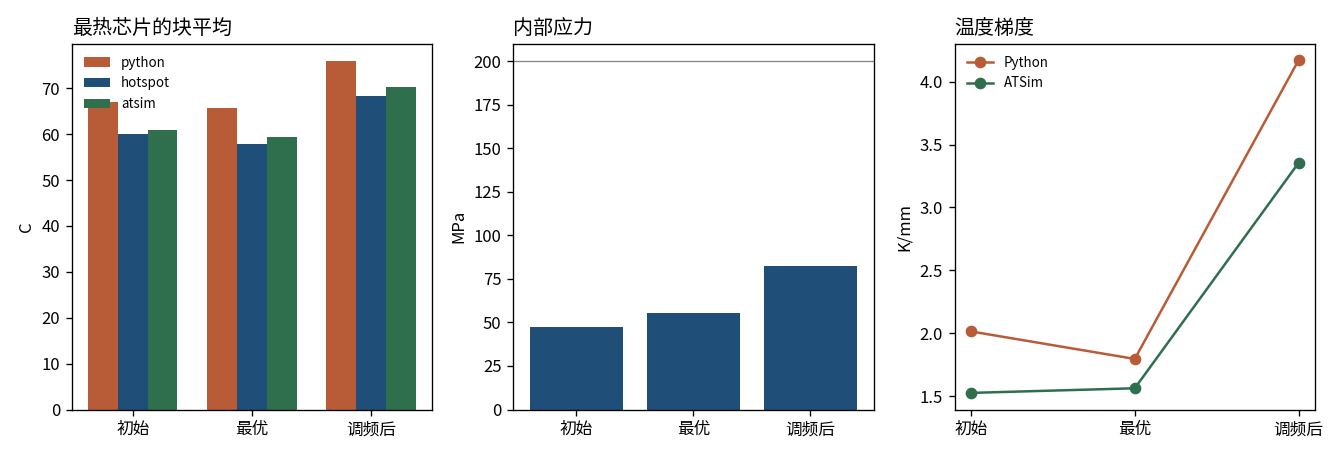 最热芯片的块平均
python
hotspot
atsim
C
70
60
50
40
30
20
10
0
初始
最优
调频后
内部应力
MPa
200
175
150
125
100
75
50
25
0
初始
最优
调频后
温度梯度
Python
ATSim
K/mm
4.0
3.5
3.0
2.5
2.0
1.5
初始
最优
调频后